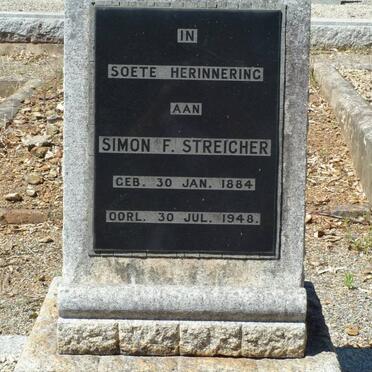 IN
SOETE HERINNERING
AAN
SIMON F. STREICHER
GEB. 30 JAN. 1884
OORL. 30 JUL. 1948.